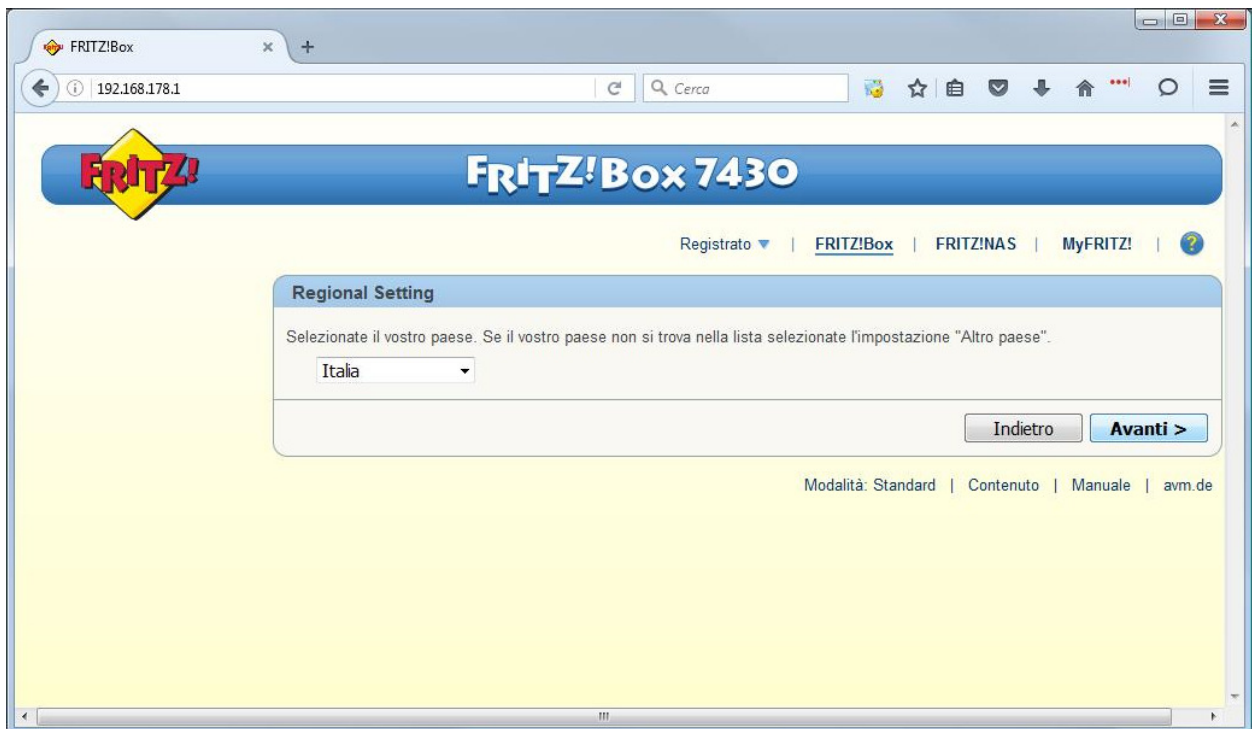 FRITZ!Box
192.168.178.1
Cerca
FRITZ!
FRITZ!Box 7430
Registrato | FRITZ!Box | FRITZ!NAS | MyFRITZ! | ?
Regional Setting
Selezionate il vostro paese. Se il vostro paese non si trova nella lista selezionate l'impostazione "Altro paese".
Italia
Indietro Avanti >
Modalità: Standard | Contenuto | Manuale | avm.de